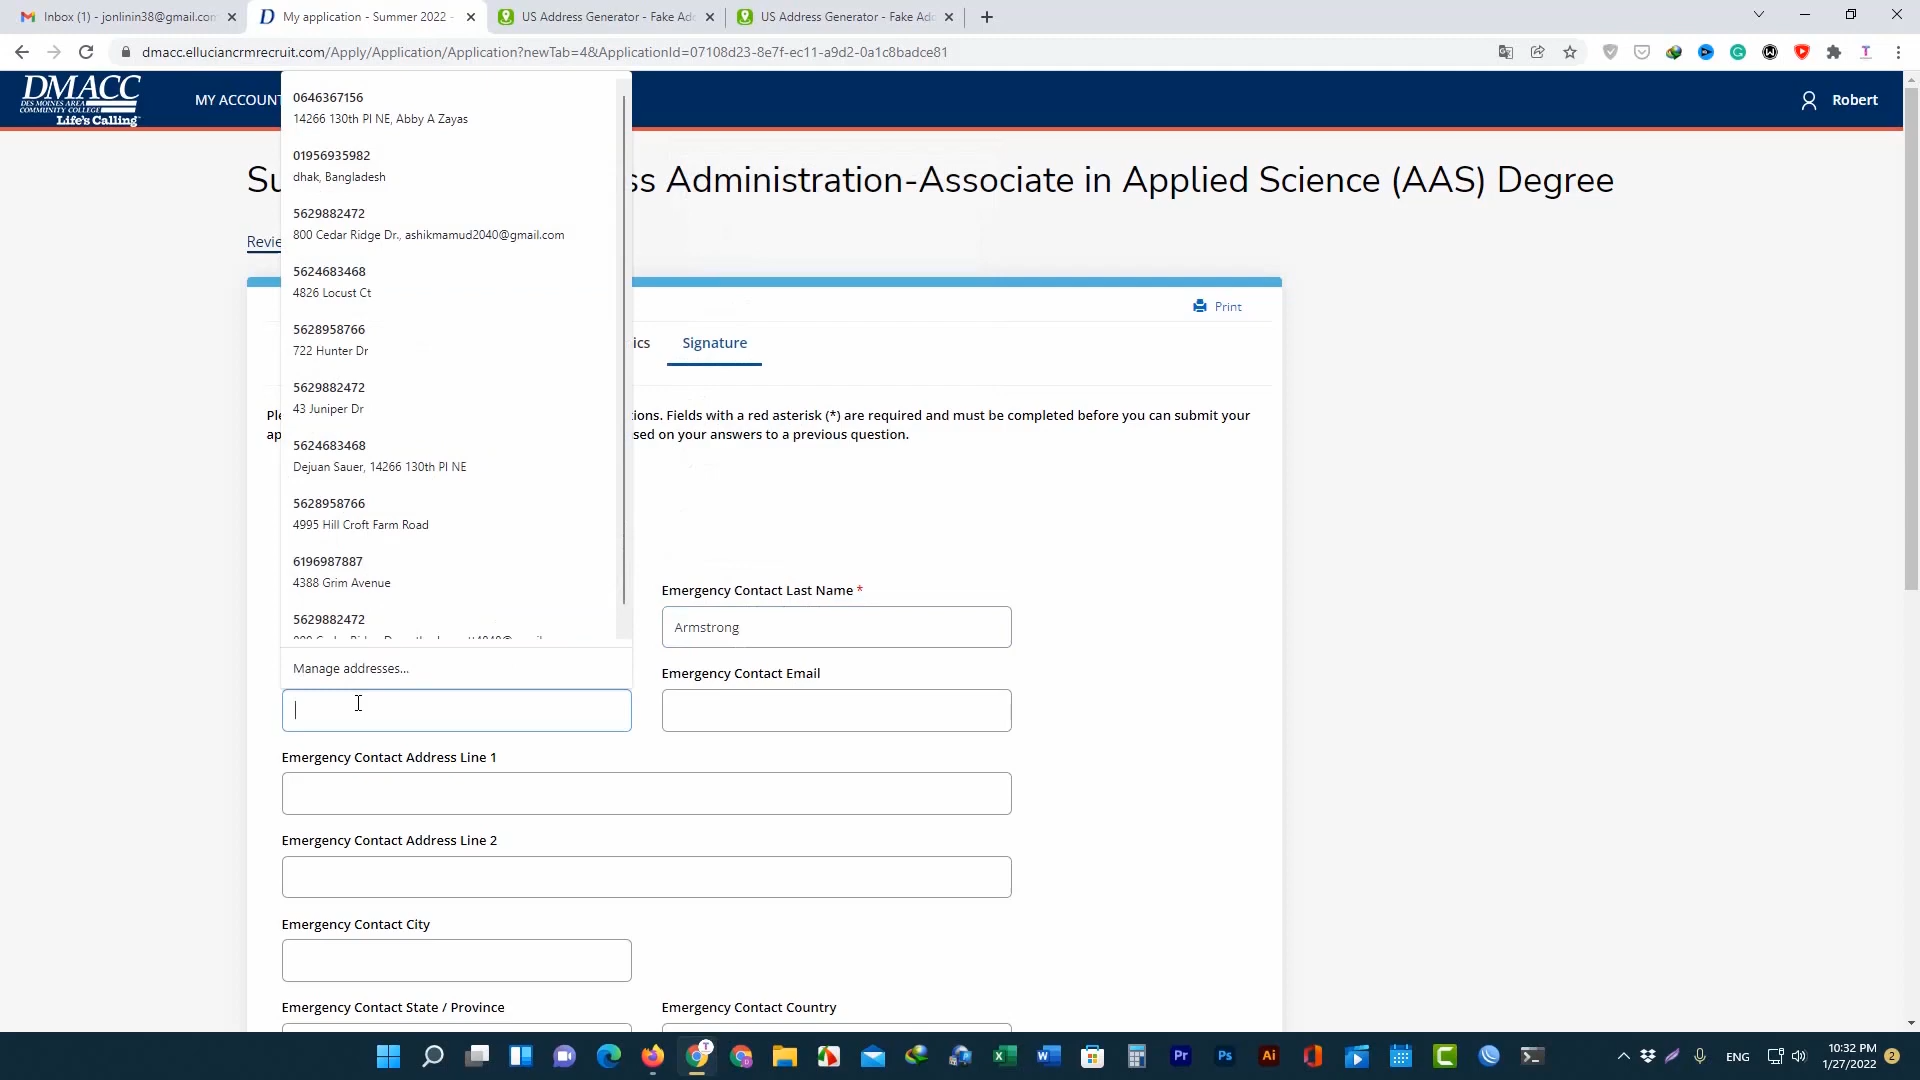 Inbox (1) - jonlinin38@gmail.com
My application - Summer 2022 -
US Address Generator - Fake Add
US Address Generator - Fake Add
dmacc.elluciancrmrecruit.com/Apply/Application/Application?newTab=4&ApplicationId=07108d23-8e7f-ec11-a9d2-0a1c8badce81
DMACC
DES MOINES AREA
COMMUNITY COLLEGE
Life's Calling
MY ACCOUNT
Robert
Su
ss Administration-Associate in Applied Science (AAS) Degree
Revie
Print
ics
Signature
Ple
ions. Fields with a red asterisk (*) are required and must be completed before you can submit your
ap
sed on your answers to a previous question.
0646367156
14266 130th Pl NE, Abby A Zayas
01956935982
dhak, Bangladesh
5629882472
800 Cedar Ridge Dr., ashikmamud2040@gmail.com
5624683468
4826 Locust Ct
5628958766
722 Hunter Dr
5629882472
43 Juniper Dr
5624683468
Dejuan Sauer, 14266 130th Pl NE
5628958766
4995 Hill Croft Farm Road
6196987887
4388 Grim Avenue
5629882472
Manage addresses...
Emergency Contact Last Name *
Armstrong
Emergency Contact Email
Emergency Contact Address Line 1
Emergency Contact Address Line 2
Emergency Contact City
Emergency Contact State / Province
Emergency Contact Country
ENG
10:32 PM
1/27/2022
2